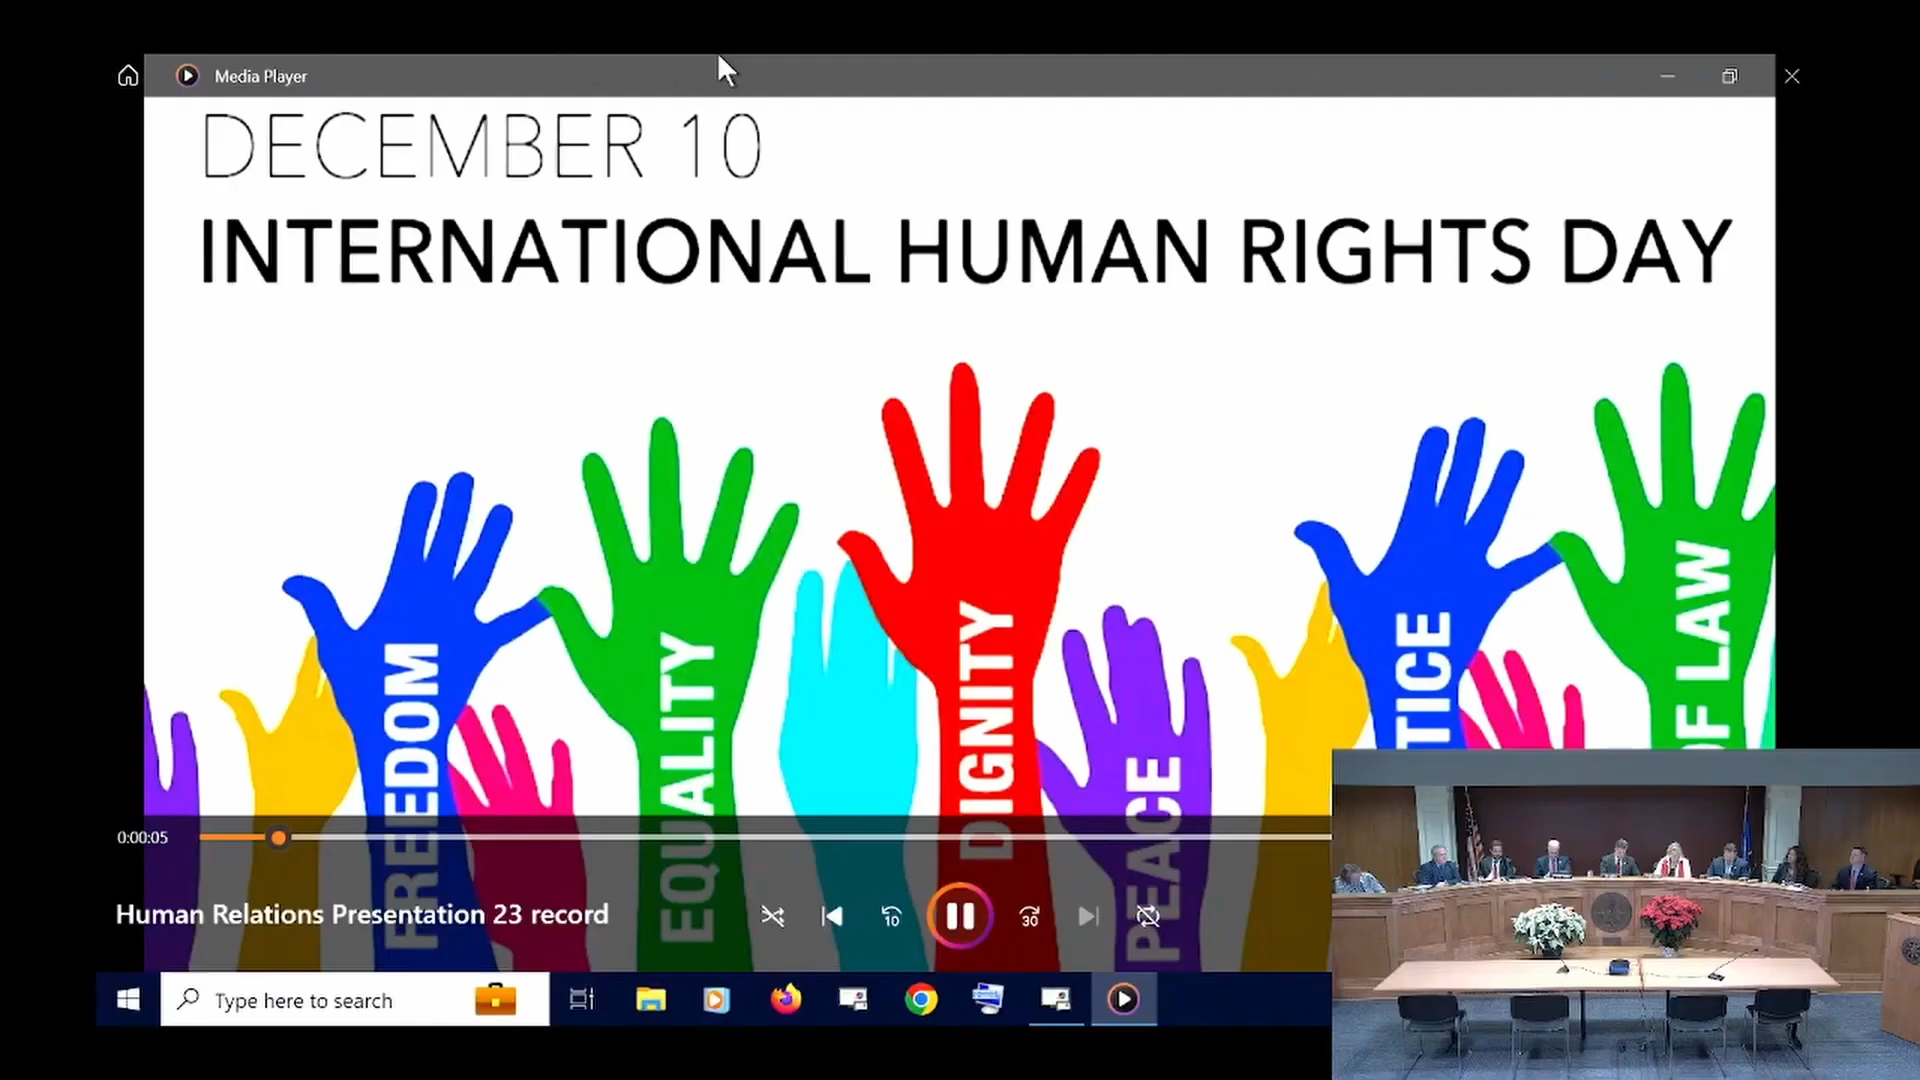 Media Player
DECEMBER 10
INTERNATIONAL HUMAN RIGHTS DAY
FREEDOM
EQUALITY
DIGNITY
PEACE
TICE
OF LAW
0:00:05
Human Relations Presentation 23 record
10
30
Type here to search